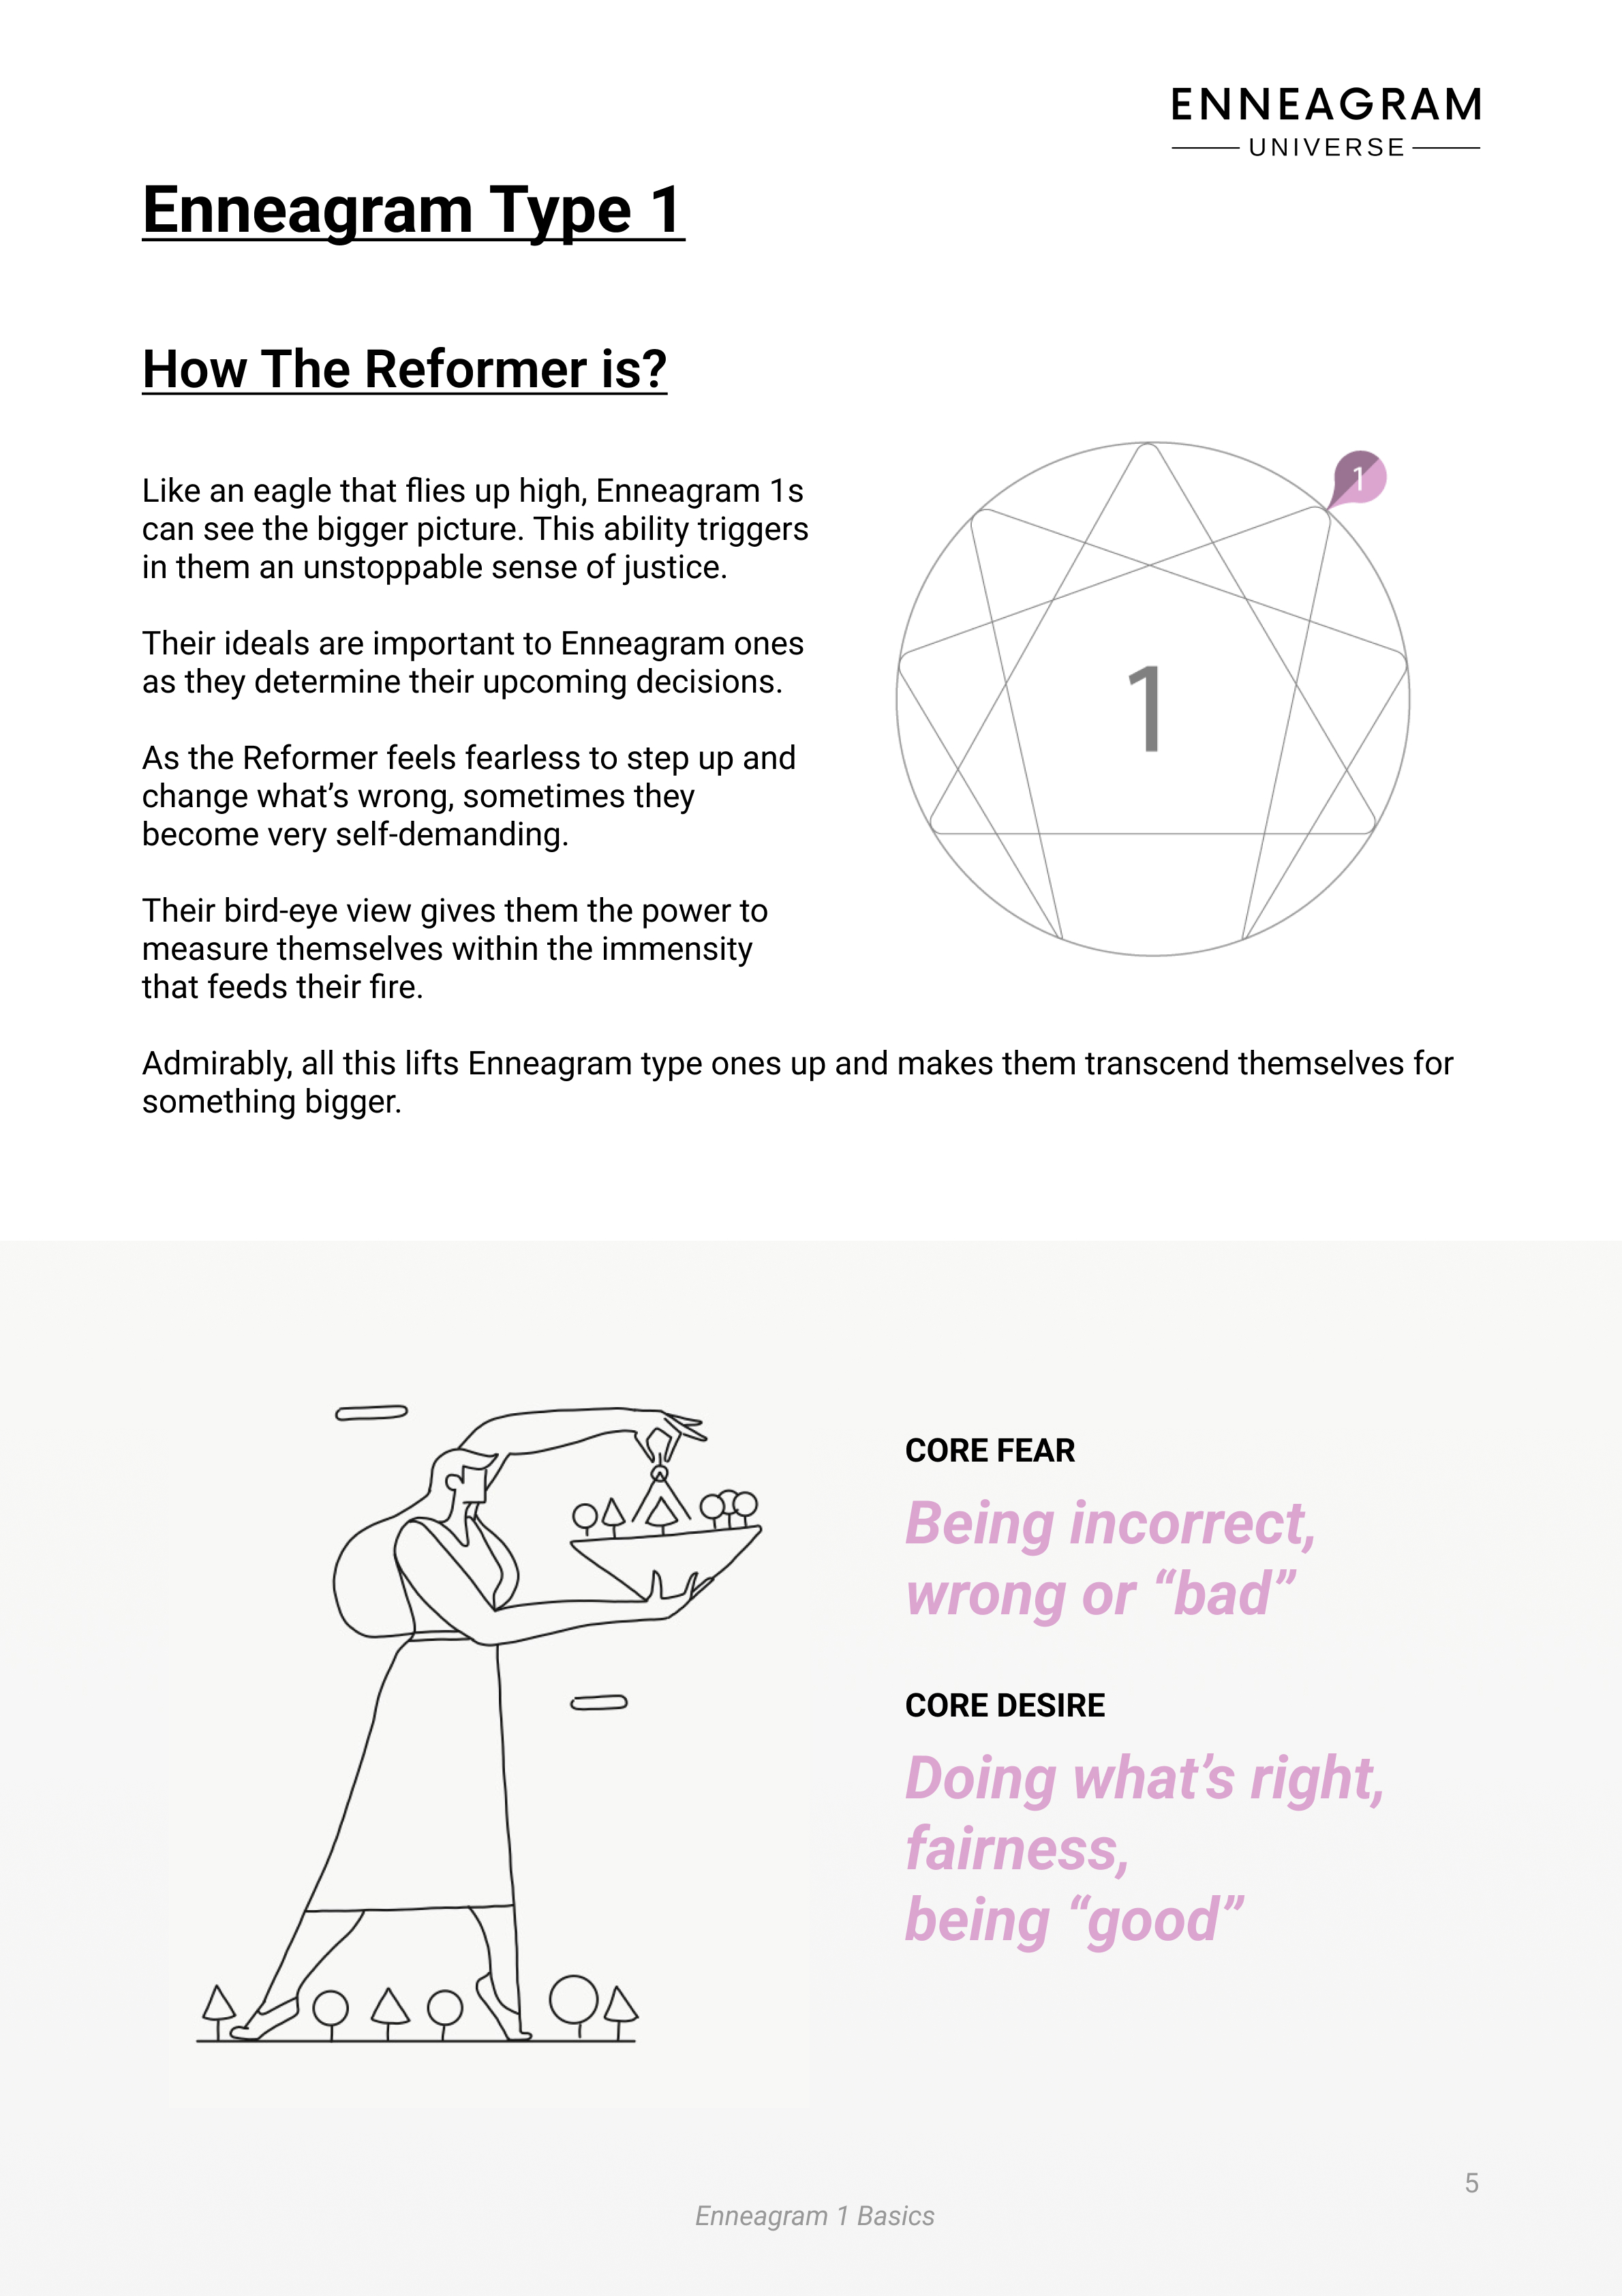 ENNEAGRAM
UNIVERSE
Enneagram Type 1
How The Reformer is?
Like an eagle that flies up high, Enneagram 1s
can see the bigger picture. This ability triggers
in them an unstoppable sense of justice.
Their ideals are important to Enneagram ones
as they determine their upcoming decisions.
As the Reformer feels fearless to step up and
change what’s wrong, sometimes they
become very self-demanding.
Their bird-eye view gives them the power to
measure themselves within the immensity
that feeds their fire.
1
1
Admirably, all this lifts Enneagram type ones up and makes them transcend themselves for
something bigger.
CORE FEAR
Being incorrect,
wrong or “bad”
CORE DESIRE
Doing what’s right,
fairness,
being “good”
5
Enneagram 1 Basics